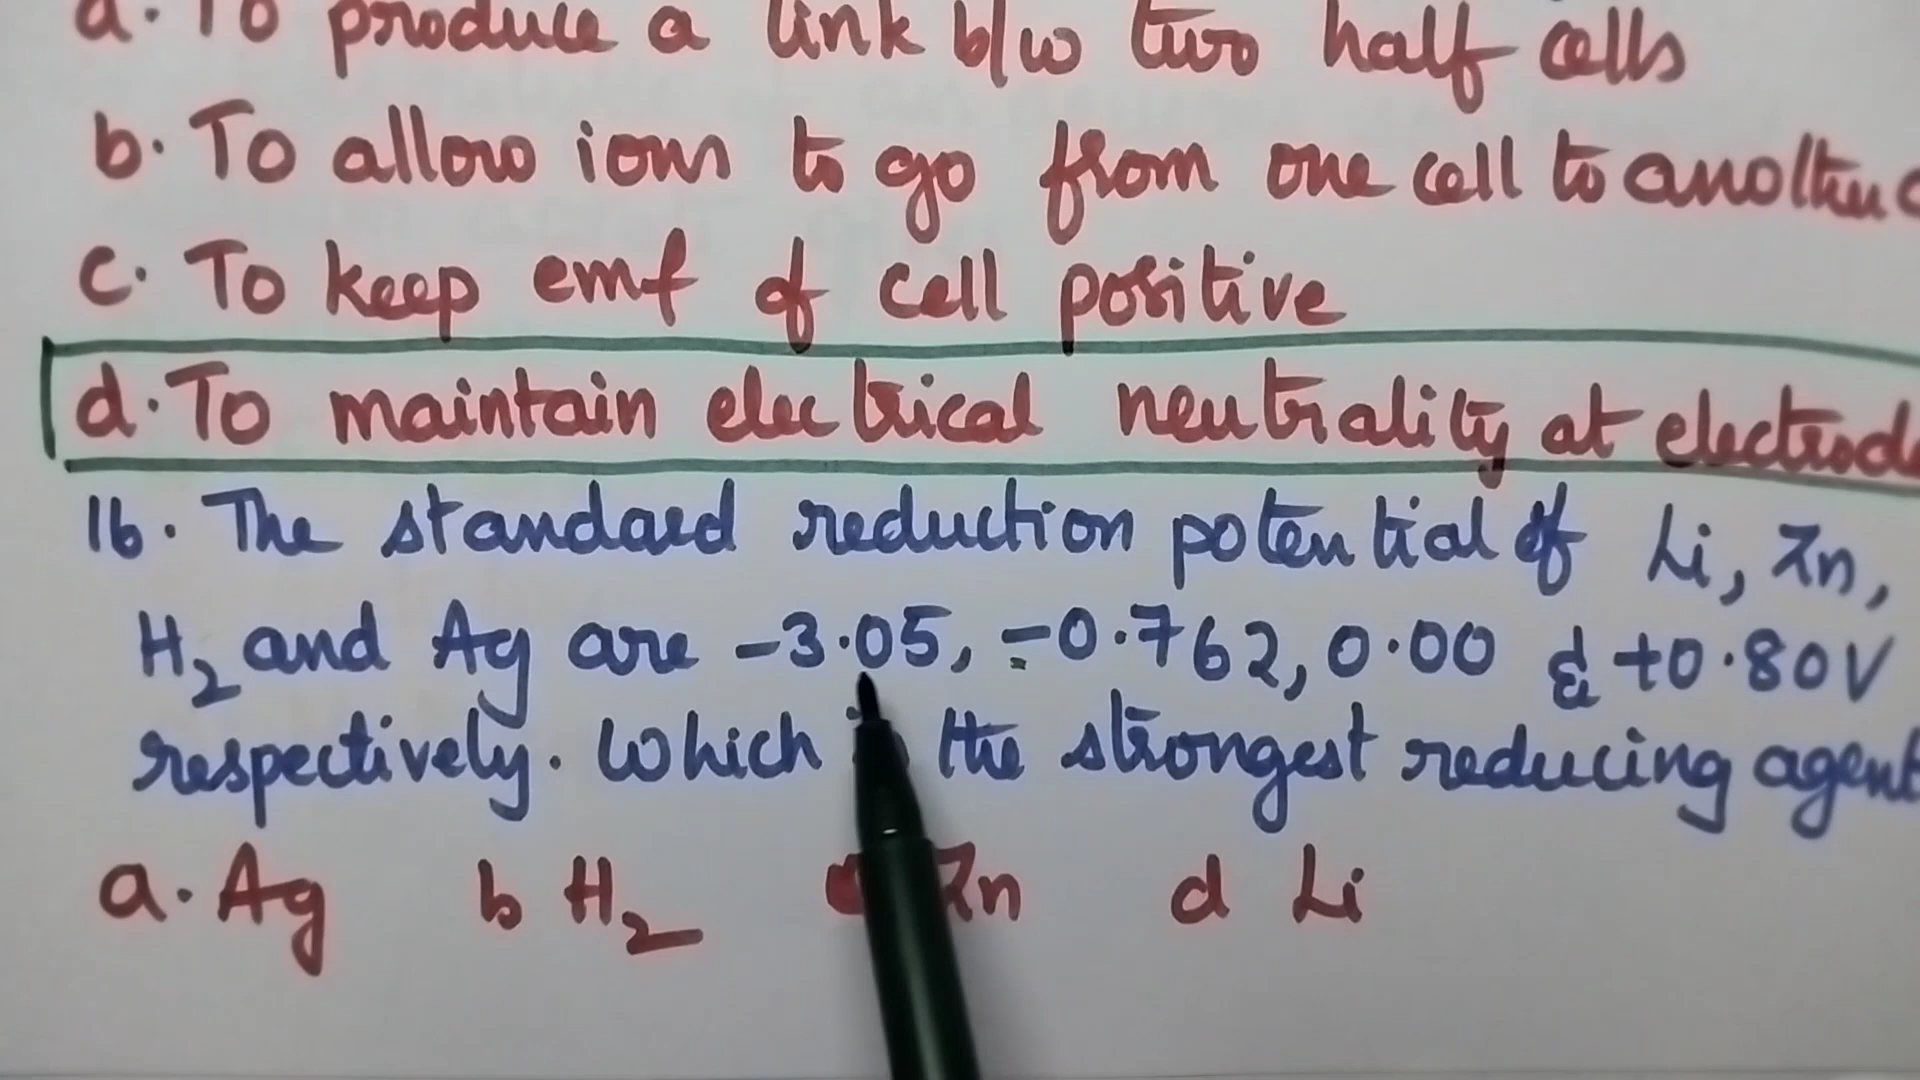 a. To produce a link b/w two half cells
b. To allow ions to go from one cell to another
c. To keep emf of cell positive
d. To maintain electrical neutrality at electrode
16. The standard reduction potential of Li, Zn,
H2 and Ag are -3.05, -0.762, 0.00 & +0.80V
respectively. Which the strongest reducing agent
a. Ag b H2 c Zn d Li